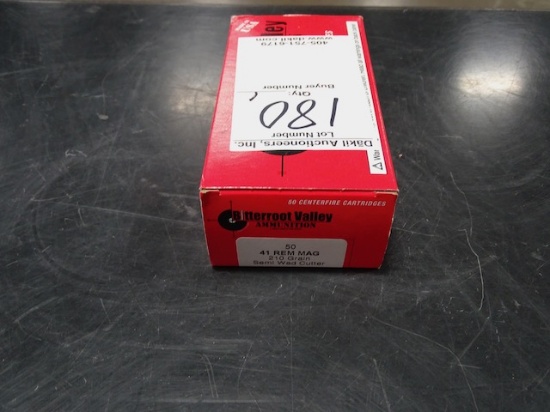 www.dakil.com
405-751-6179
Buyer Number
Qty:
180
Lot Number
Dakil Auctioneers, Inc.
50 CENTERFIRE CARTRIDGES
Bitterroot Valley
AMMUNITION
50
41 REM MAG
210 Grain
Semi Wad Cutter